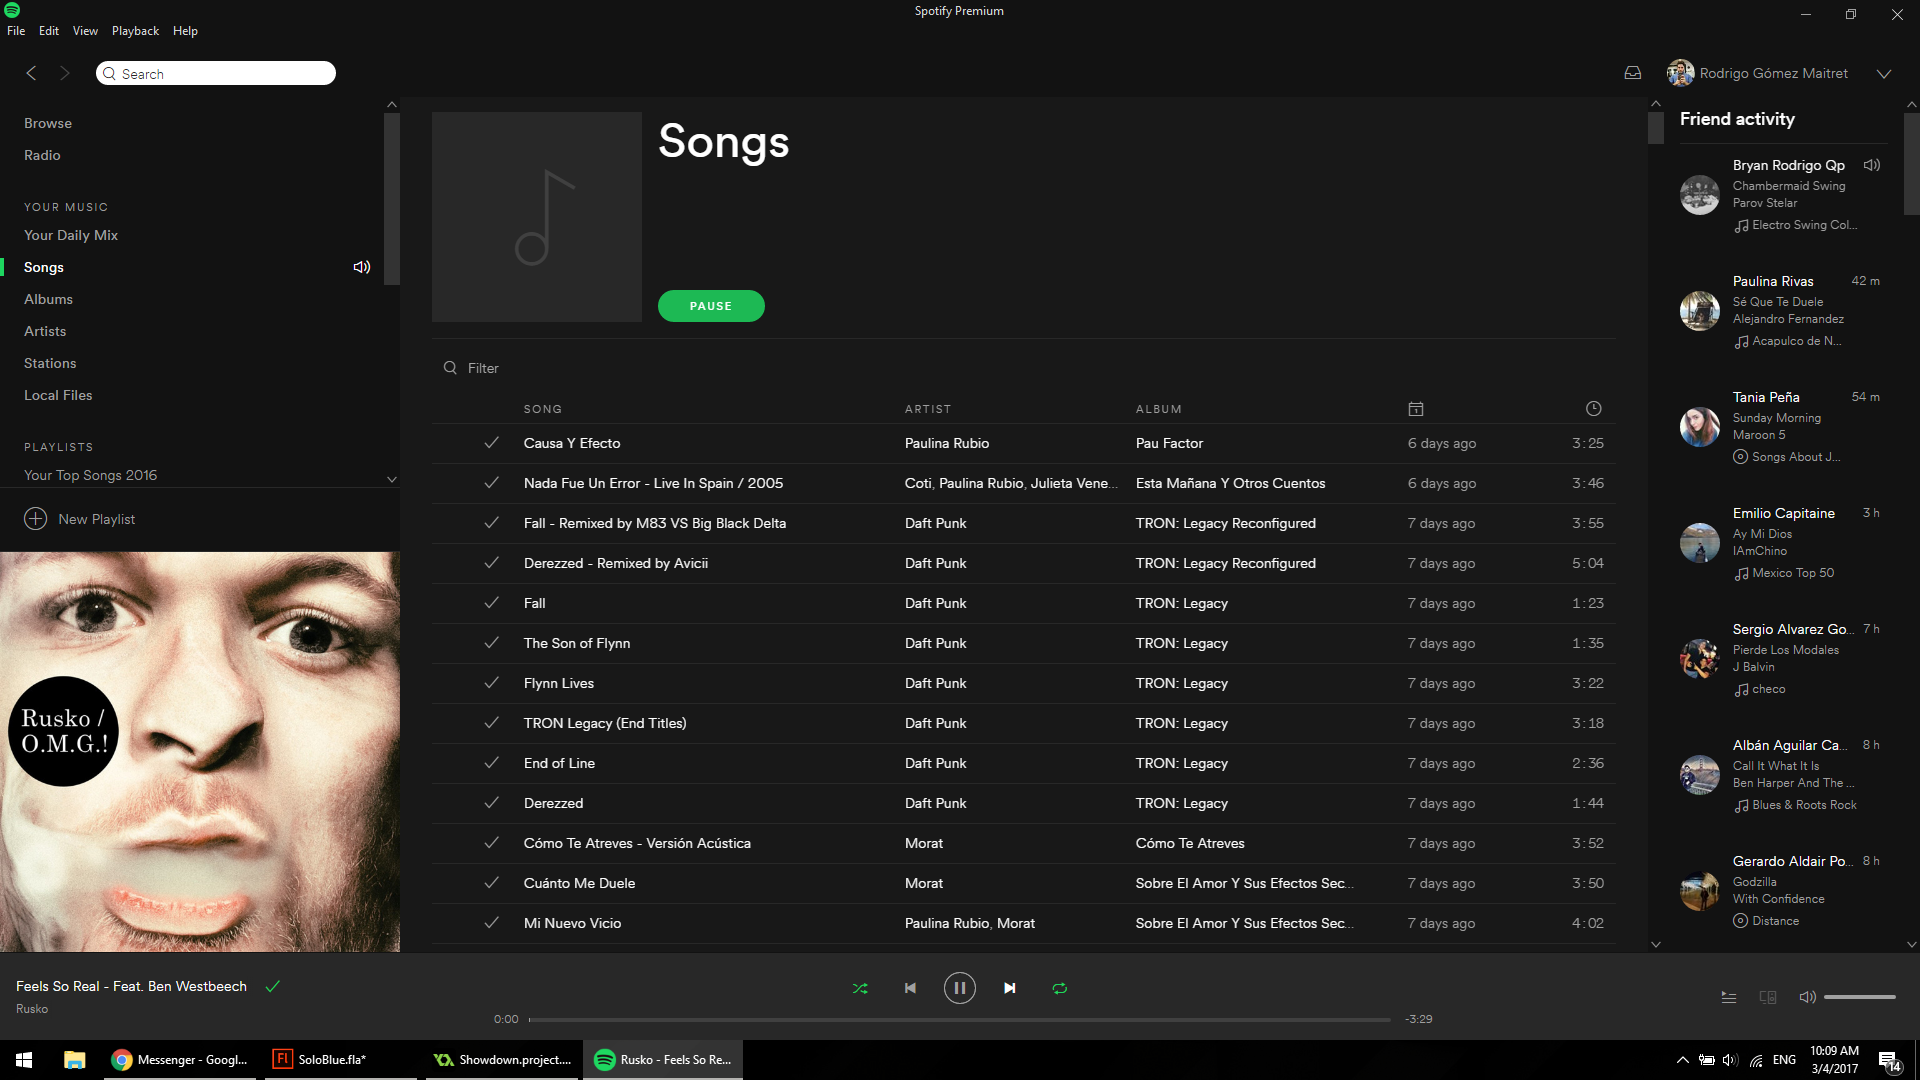 Spotify Premium
File Edit View Playback Help
Search
Rodrigo Gómez Maitret
Browse
Radio
YOUR MUSIC
Your Daily Mix
Songs
Albums
Artists
Stations
Local Files
PLAYLISTS
Your Top Songs 2016
New Playlist
Rusko /
O.M.G.!
Songs
PAUSE
Filter
SONG ARTIST ALBUM
Causa Y Efecto Paulina Rubio Pau Factor 6 days ago 3:25
Nada Fue Un Error - Live In Spain / 2005 Coti, Paulina Rubio, Julieta Vene... Esta Mañana Y Otros Cuentos 6 days ago 3:46
Fall - Remixed by M83 VS Big Black Delta Daft Punk TRON: Legacy Reconfigured 7 days ago 3:55
Derezzed - Remixed by Avicii Daft Punk TRON: Legacy Reconfigured 7 days ago 5:04
Fall Daft Punk TRON: Legacy 7 days ago 1:23
The Son of Flynn Daft Punk TRON: Legacy 7 days ago 1:35
Flynn Lives Daft Punk TRON: Legacy 7 days ago 3:22
TRON Legacy (End Titles) Daft Punk TRON: Legacy 7 days ago 3:18
End of Line Daft Punk TRON: Legacy 7 days ago 2:36
Derezzed Daft Punk TRON: Legacy 7 days ago 1:44
Cómo Te Atreves - Versión Acústica Morat Cómo Te Atreves 7 days ago 3:52
Cuánto Me Duele Morat Sobre El Amor Y Sus Efectos Sec... 7 days ago 3:50
Mi Nuevo Vicio Paulina Rubio, Morat Sobre El Amor Y Sus Efectos Sec... 7 days ago 4:02
Friend activity
Bryan Rodrigo Qp
Chambermaid Swing
Parov Stelar
Electro Swing Col...
Paulina Rivas 42 m
Sé Que Te Duele
Alejandro Fernandez
Acapulco de N...
Tania Peña 54 m
Sunday Morning
Maroon 5
Songs About J...
Emilio Capitaine 3 h
Ay Mi Dios
IAmChino
Mexico Top 50
Sergio Alvarez Go... 7 h
Pierde Los Modales
J Balvin
checo
Albán Aguilar Ca... 8 h
Call It What It Is
Ben Harper And The ...
Blues & Roots Rock
Gerardo Aldair Po... 8 h
Godzilla
With Confidence
Distance
Feels So Real - Feat. Ben Westbeech
Rusko
0:00 -3:29
Messenger - Googl... Fl SoloBlue.fla* Showdown.project.... Rusko - Feels So Re... ENG 10:09 AM
3/4/2017 14